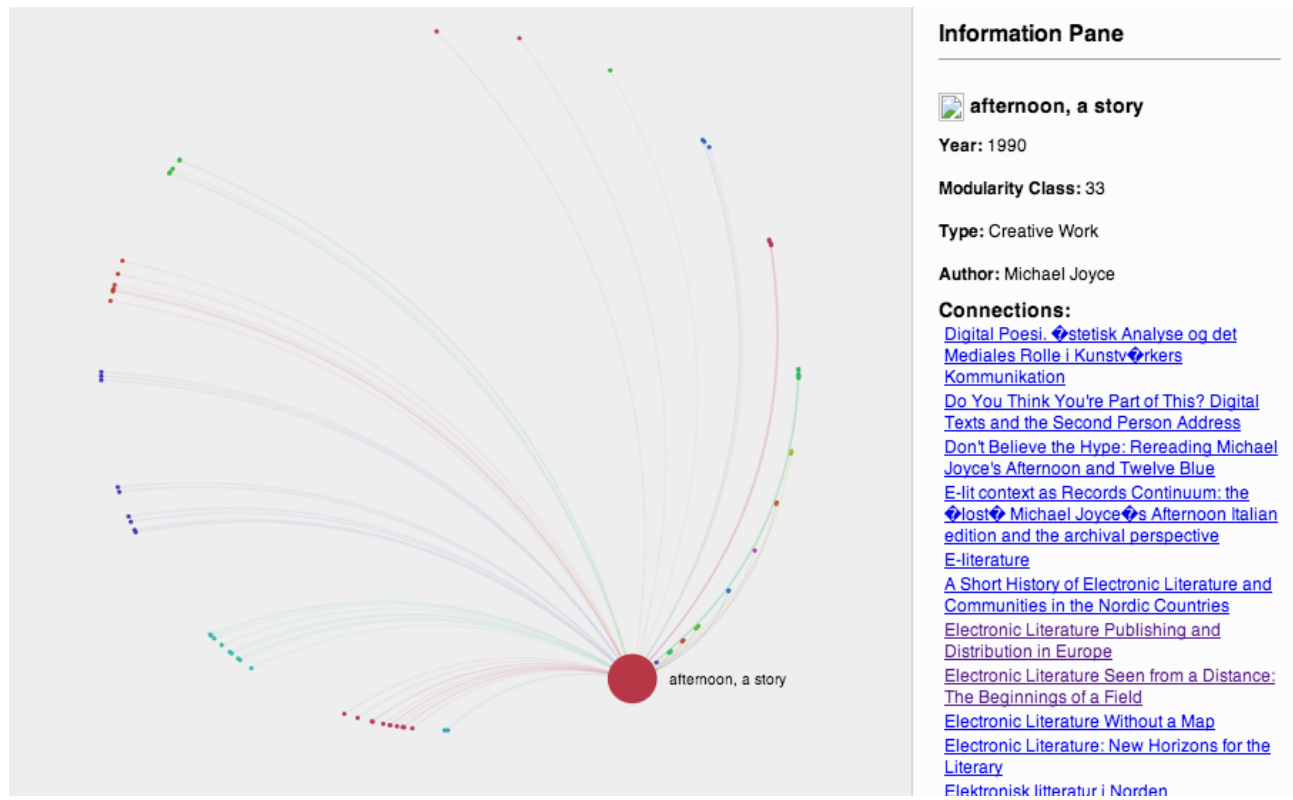 Information Pane
afternoon, a story
Year: 1990
Modularity Class: 33
Type: Creative Work
Author: Michael Joyce
Connections:
Digital Poesi. �stetisk Analyse og det
Mediales Rolle i Kunstv�rkers
Kommunikation
Do You Think You're Part of This? Digital
Texts and the Second Person Address
Don't Believe the Hype: Rereading Michael
Joyce's Afternoon and Twelve Blue
E-lit context as Records Continuum: the
�lost� Michael Joyce�s Afternoon Italian
edition and the archival perspective
E-literature
A Short History of Electronic Literature and
Communities in the Nordic Countries
Electronic Literature Publishing and
Distribution in Europe
Electronic Literature Seen from a Distance:
The Beginnings of a Field
Electronic Literature Without a Map
Electronic Literature: New Horizons for the
Literary
Elektronisk litteratur i Norden
afternoon, a story